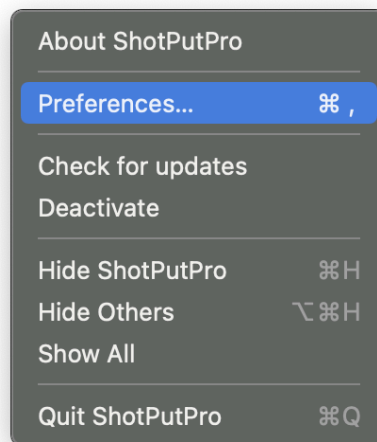 About ShotPutPro
Preferences... ⌘ ,
Check for updates
Deactivate
Hide ShotPutPro ⌘H
Hide Others ⌥⌘H
Show All
Quit ShotPutPro ⌘Q